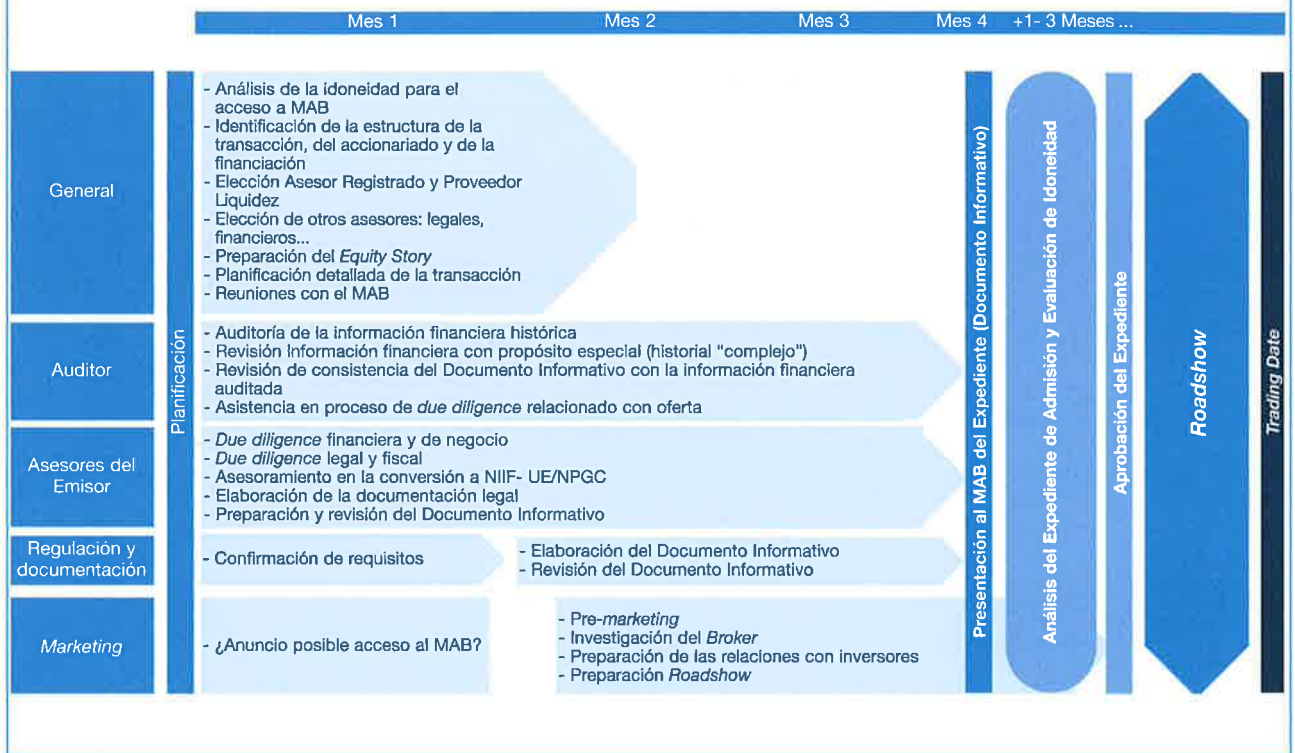 Mes 1
Mes 2
Mes 3
Mes 4
+1- 3 Meses ...
General
Planificación
- Análisis de la idoneidad para el
acceso a MAB
- Identificación de la estructura de la
transacción, del accionariado y de la
financiación
- Elección Asesor Registrado y Proveedor
Liquidez
- Elección de otros asesores: legales,
financieros...
- Preparación del Equity Story
- Planificación detallada de la transacción
- Reuniones con el MAB
Auditor
- Auditoría de la información financiera histórica
- Revisión Información financiera con propósito especial (historial "complejo")
- Revisión de consistencia del Documento Informativo con la información financiera
auditada
- Asistencia en proceso de due diligence relacionado con oferta
Asesores del
Emisor
- Due diligence financiera y de negocio
- Due diligence legal y fiscal
- Asesoramiento en la conversión a NIIF- UE/NPGC
- Elaboración de la documentación legal
- Preparación y revisión del Documento Informativo
Regulación y
documentación
- Confirmación de requisitos
- Elaboración del Documento Informativo
- Revisión del Documento Informativo
Marketing
- ¿Anuncio posible acceso al MAB?
- Pre-marketing
- Investigación del Broker
- Preparación de las relaciones con inversores
- Preparación Roadshow
Presentación al MAB del Expediente (Documento Informativo)
Análisis del Expediente de Admisión y Evaluación de Idoneidad
Aprobación del Expediente
Roadshow
Trading Date